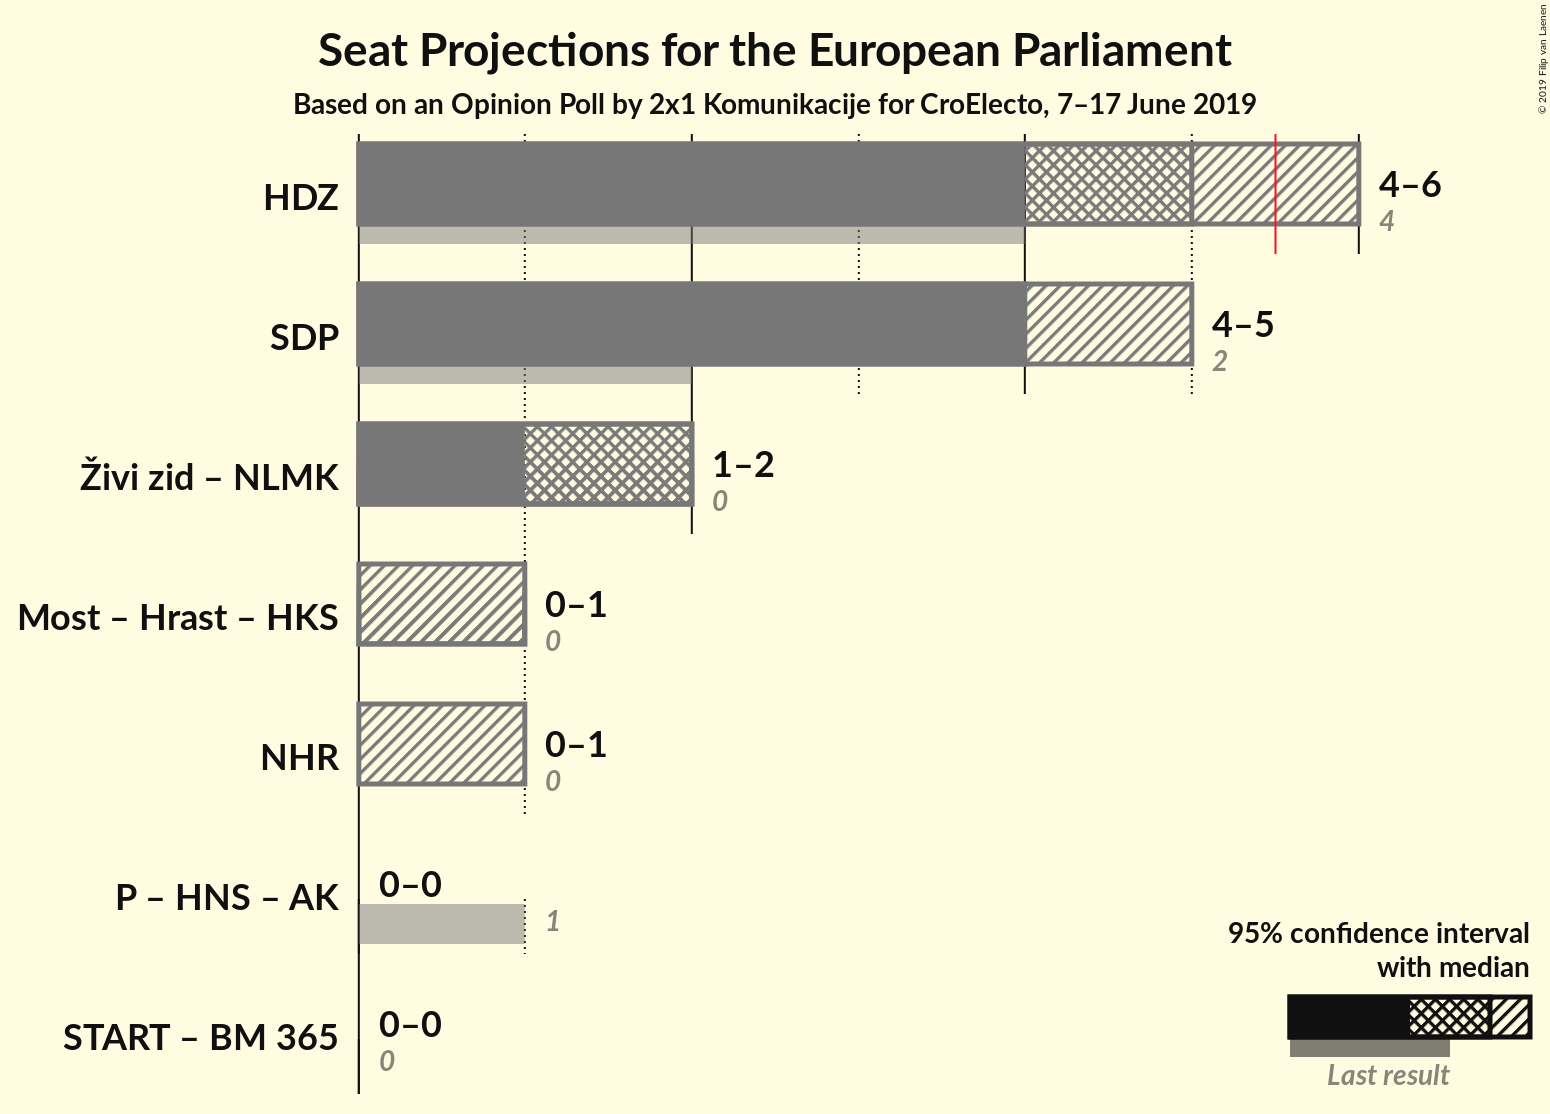 Seat Projections for the European Parliament
Based on an Opinion Poll by 2x1 Komunikacije for CroElecto, 7–17 June 2019
© 2019 Filip van Laenen
HDZ
4–6
4
SDP
4–5
2
Živi zid – NLMK
1–2
0
Most – Hrast – HKS
0–1
0
NHR
0–1
0
P – HNS – AK
0–0
1
START – BM 365
0–0
0
95% confidence interval
with median
Last result